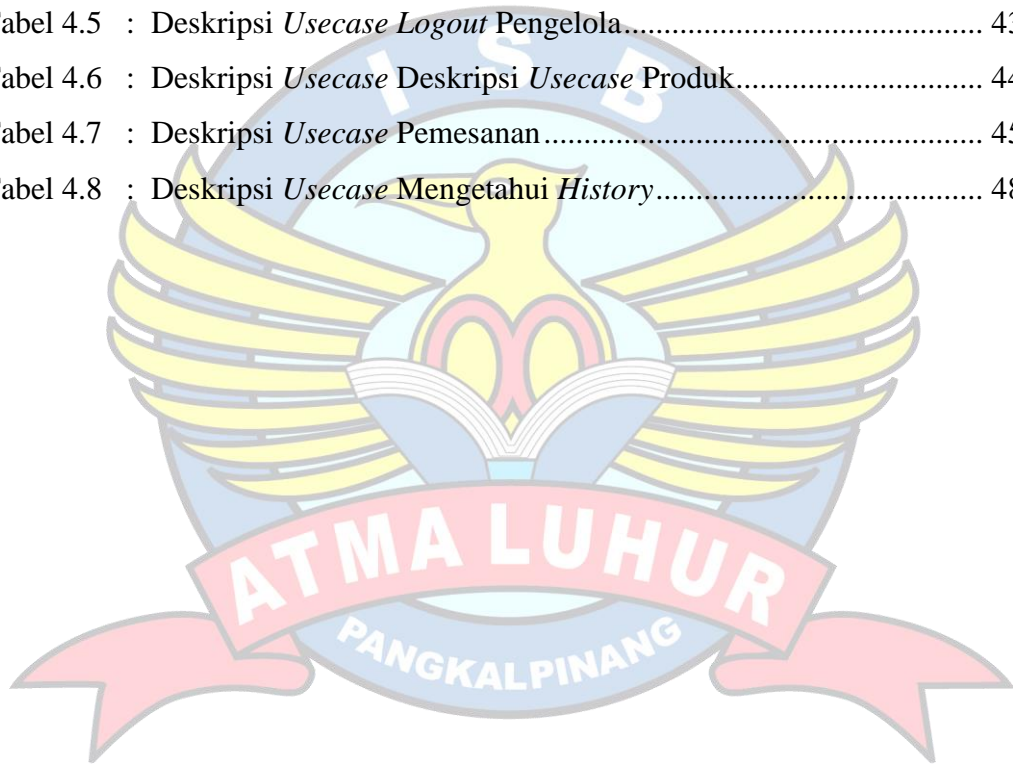 abel 4.5 : Deskripsi Usecase Logout Pengelola..................................... 43
abel 4.6 : Deskripsi Usecase Deskripsi Usecase Produk......................... 44
abel 4.7 : Deskripsi Usecase Pemesanan............................................. 45
abel 4.8 : Deskripsi Usecase Mengetahui History.................................. 48
I S B
ATMA LUHUR
PANGKALPINANG